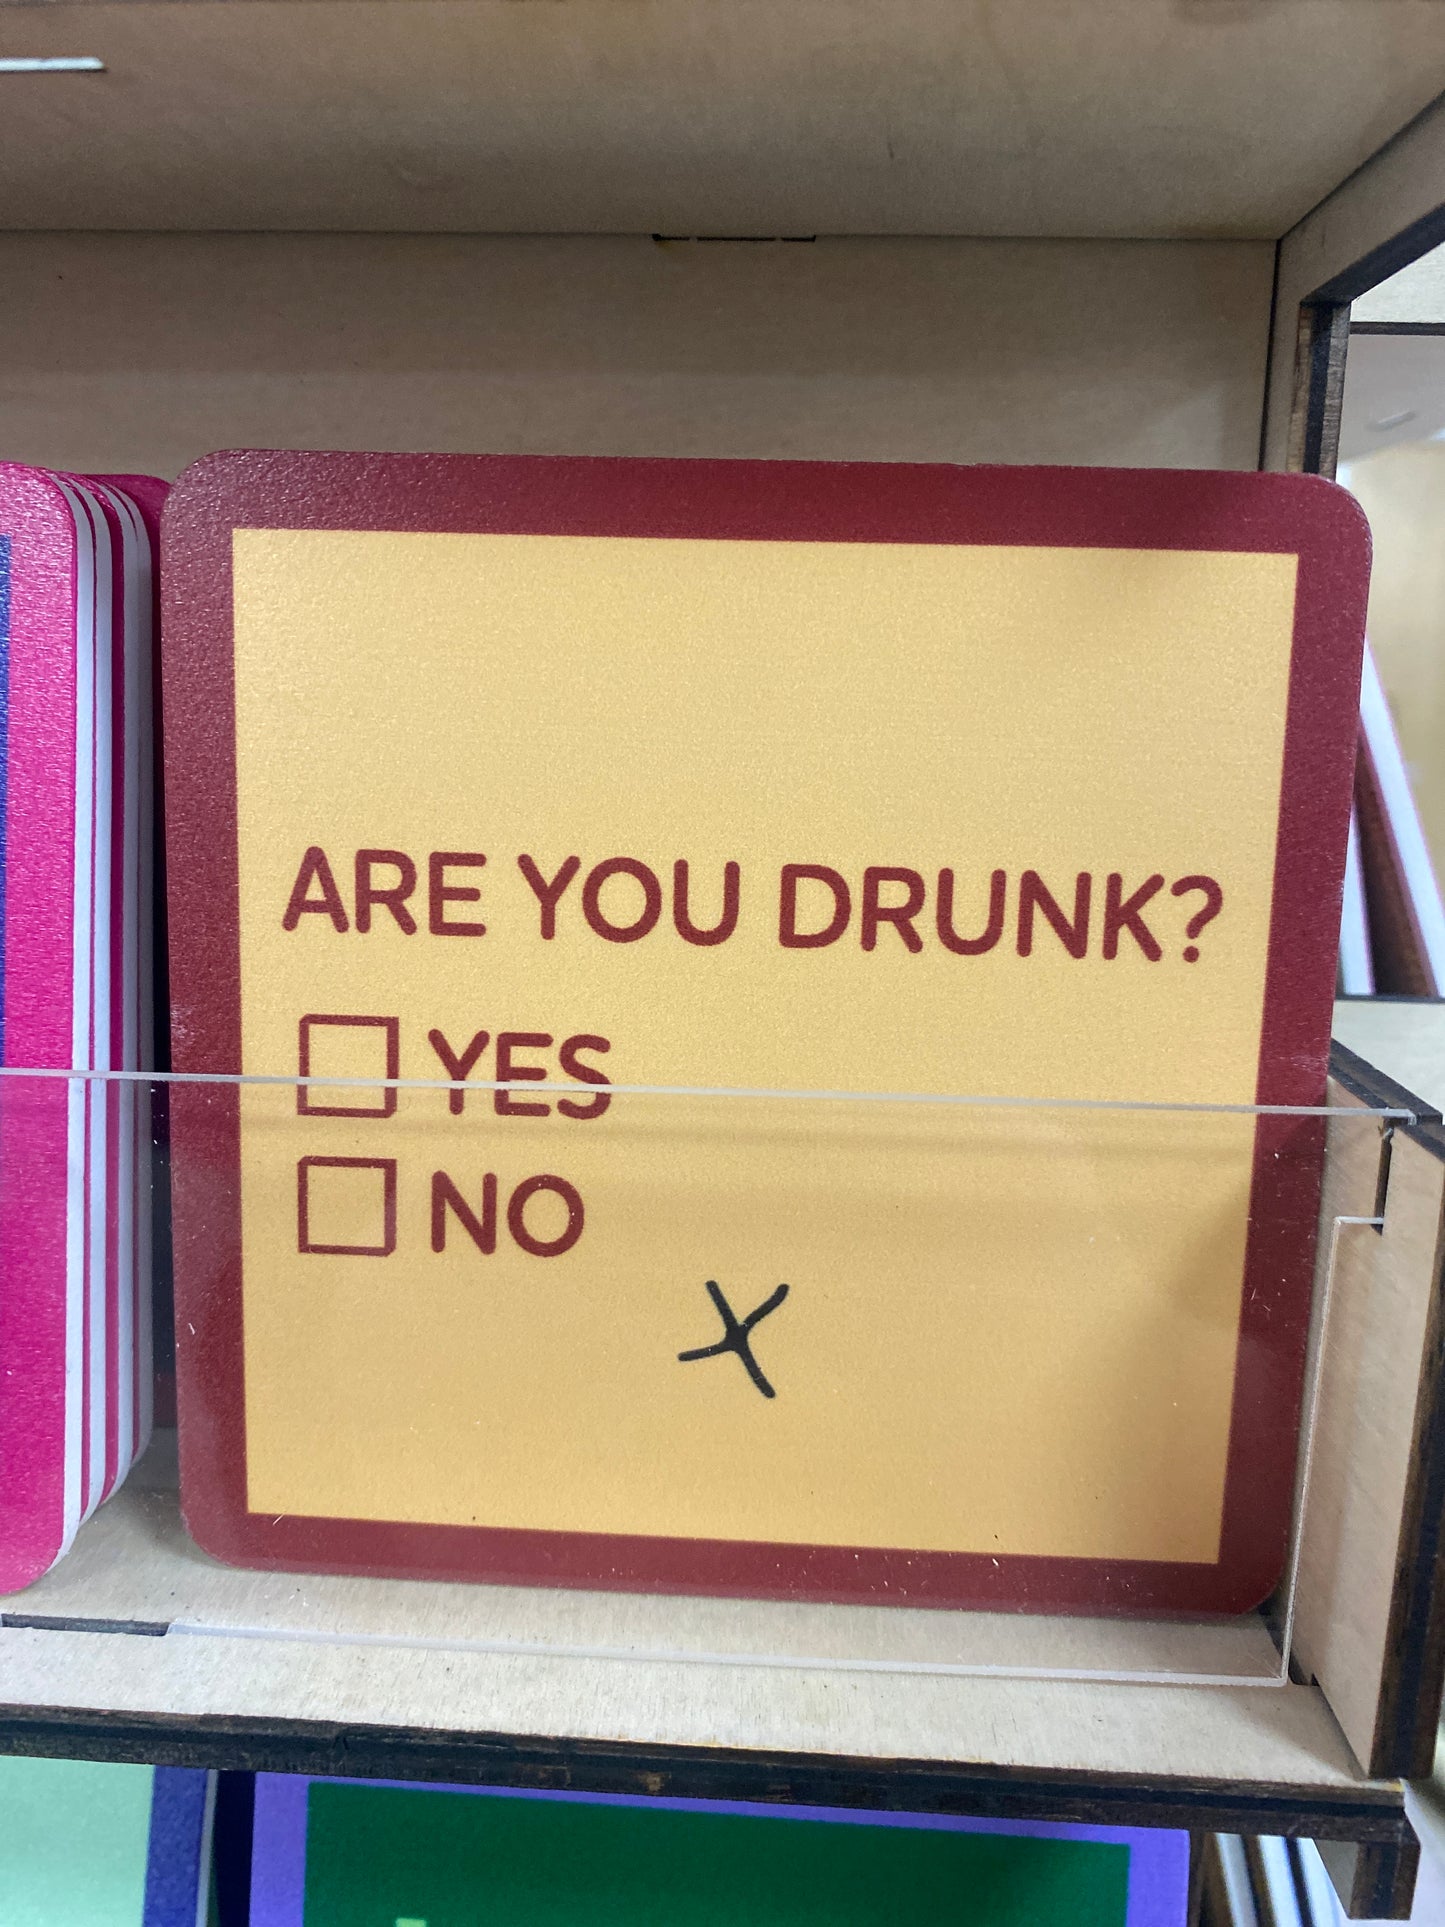 ARE YOU DRUNK?
☐ YES
☐ NO
X